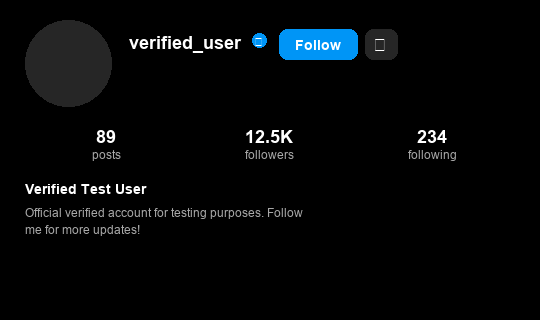 verified_user
Follow
89
posts
12.5K
followers
234
following
Verified Test User
Official verified account for testing purposes. Follow
me for more updates!